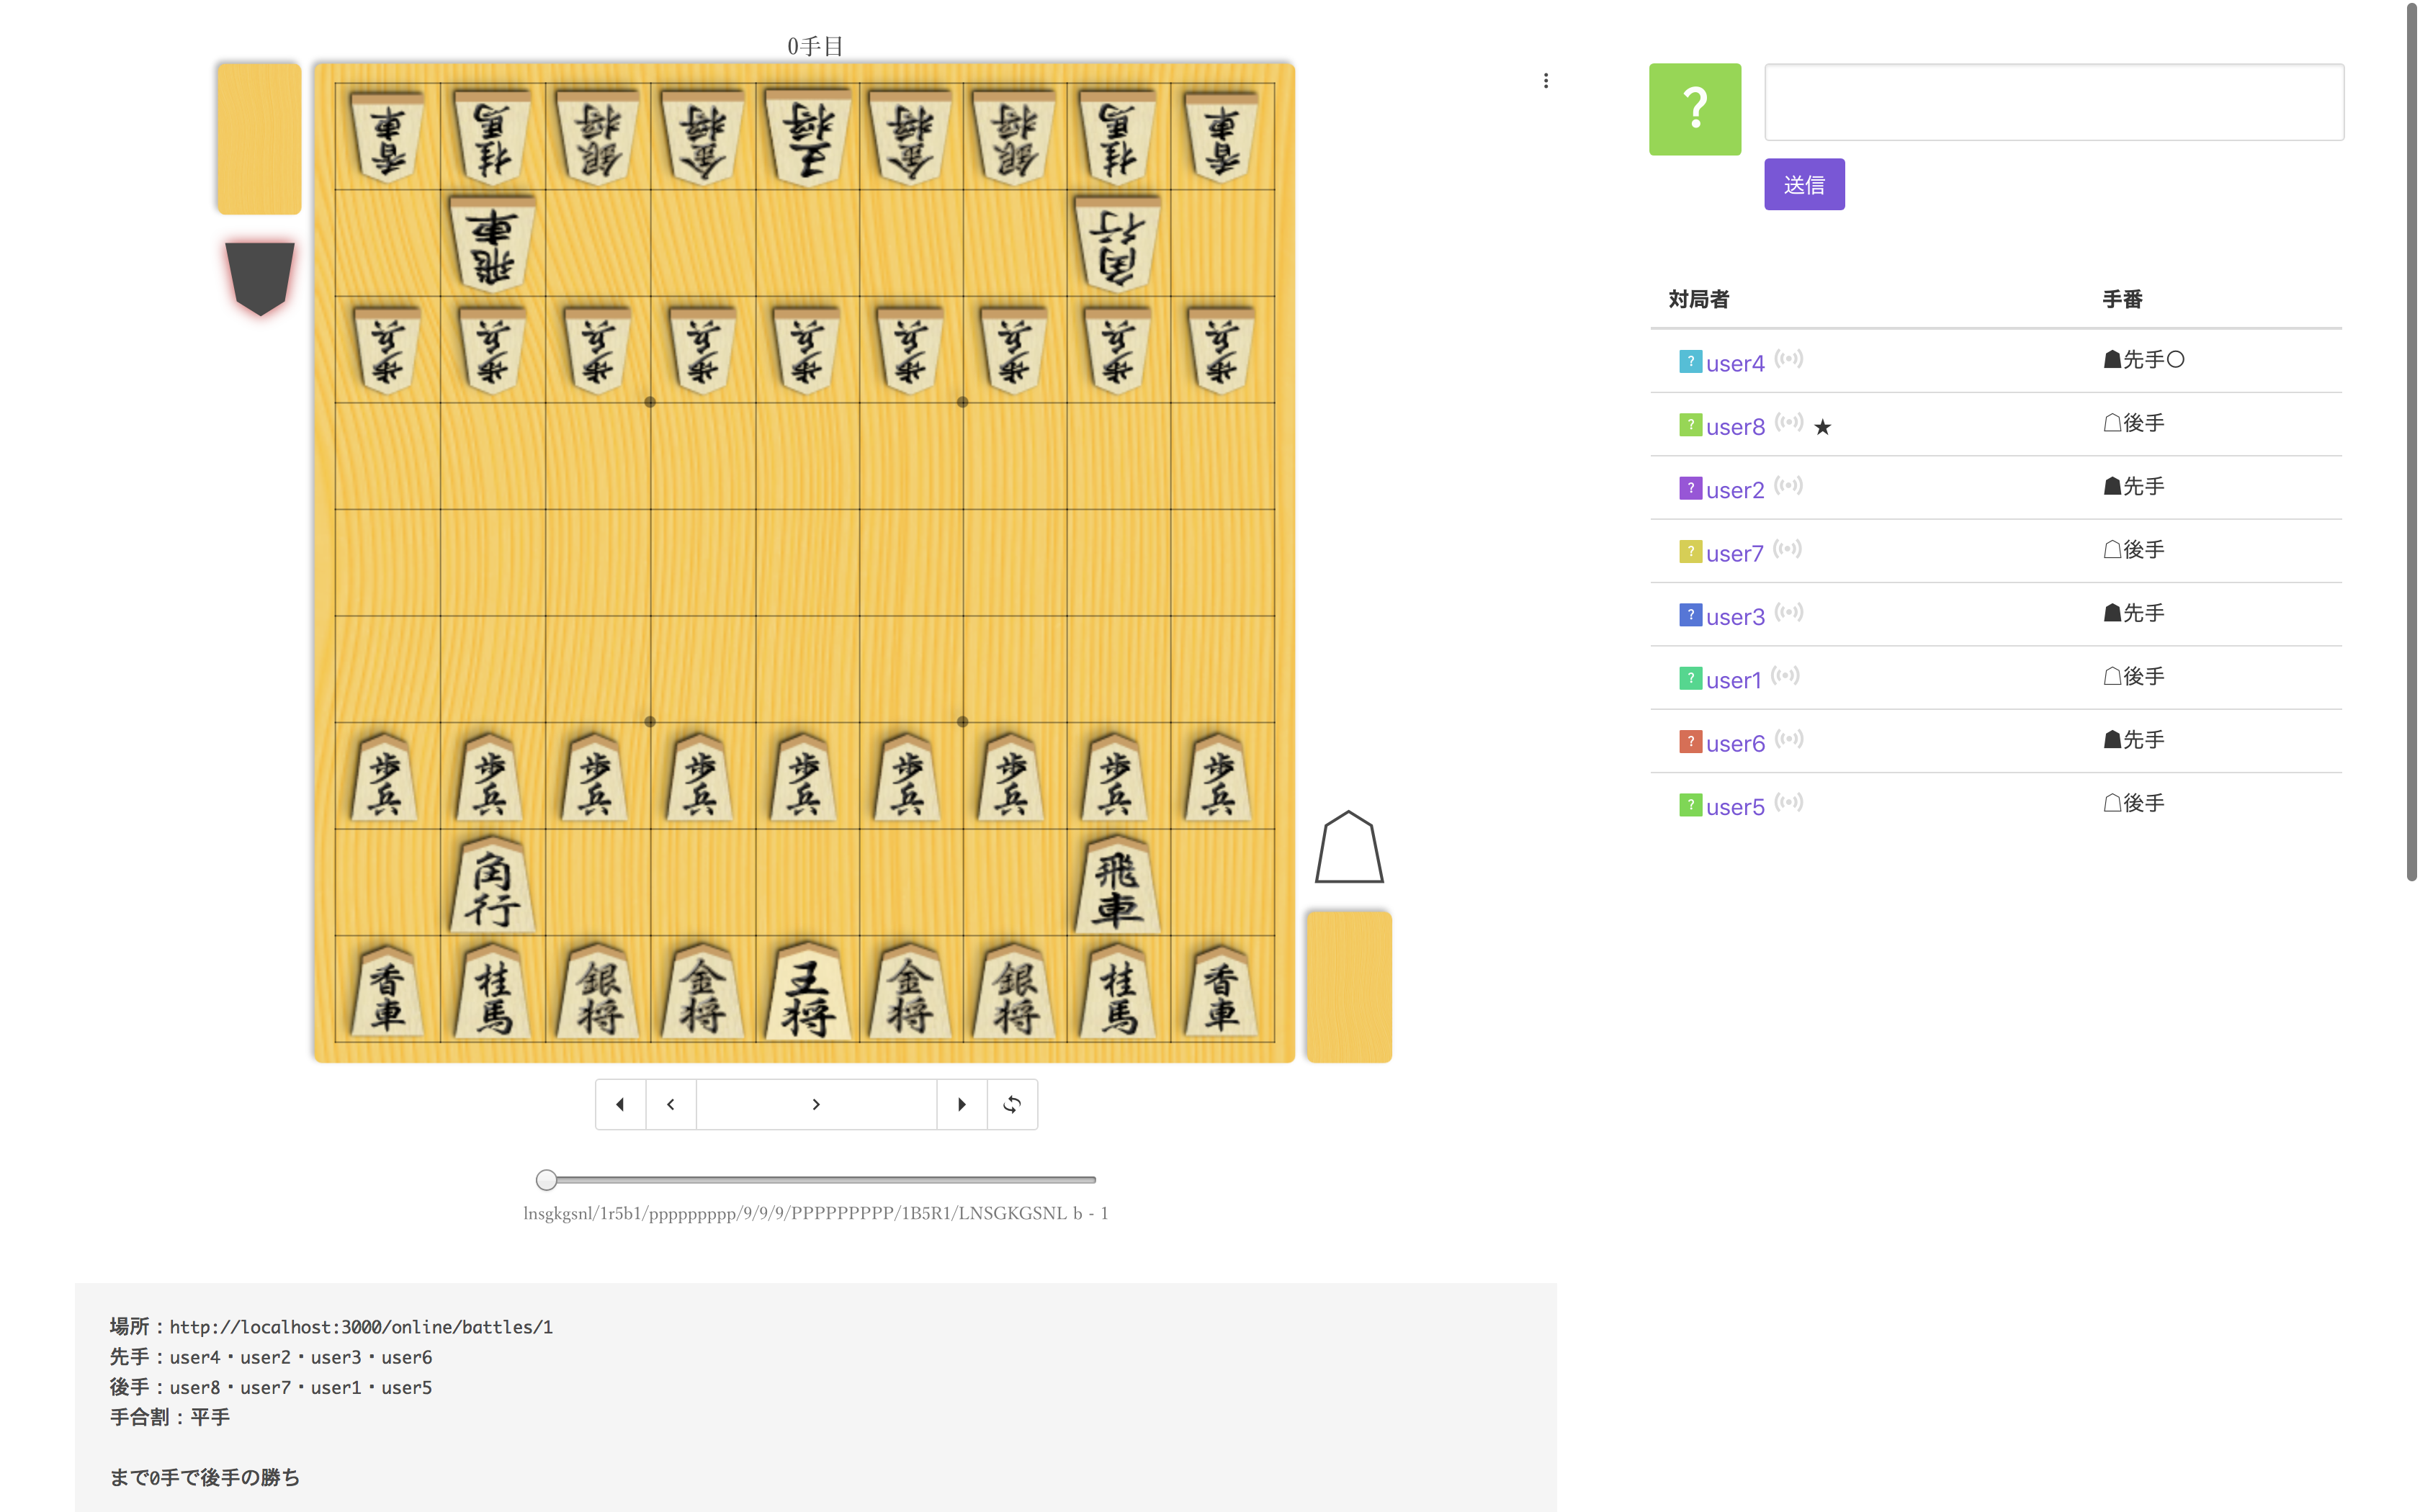 0手目
香車 桂馬 銀将 金将 王将 金将 銀将 桂馬 香車
飛車 角行
歩兵 歩兵 歩兵 歩兵 歩兵 歩兵 歩兵 歩兵 歩兵
歩兵 歩兵 歩兵 歩兵 歩兵 歩兵 歩兵 歩兵 歩兵
角行 飛車
香車 桂馬 銀将 金将 王将 金将 銀将 桂馬 香車
lnsgkgsnl/1r5b1/ppppppppp/9/9/9/PPPPPPPPP/1B5R1/LNSGKGSNL b - 1
場所：http://localhost:3000/online/battles/1
先手：user4・user2・user3・user6
後手：user8・user7・user1・user5
手合割：平手
まで0手で後手の勝ち
?
送信
対局者 手番
? user4 ☗先手○
? user8 ★ ☖後手
? user2 ☗先手
? user7 ☖後手
? user3 ☗先手
? user1 ☖後手
? user6 ☗先手
? user5 ☖後手